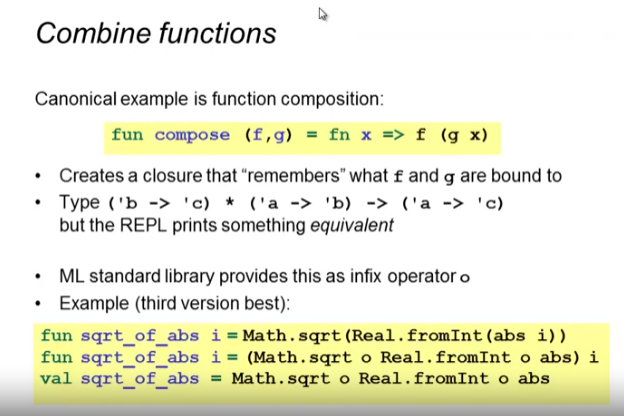 Combine functions
Canonical example is function composition:
fun compose (f,g) = fn x => f (g x)
• Creates a closure that “remembers” what f and g are bound to
• Type ('b -> 'c) * ('a -> 'b) -> ('a -> 'c)
but the REPL prints something equivalent
• ML standard library provides this as infix operator o
• Example (third version best):
fun sqrt_of_abs i = Math.sqrt(Real.fromInt(abs i))
fun sqrt_of_abs i = (Math.sqrt o Real.fromInt o abs) i
val sqrt_of_abs = Math.sqrt o Real.fromInt o abs